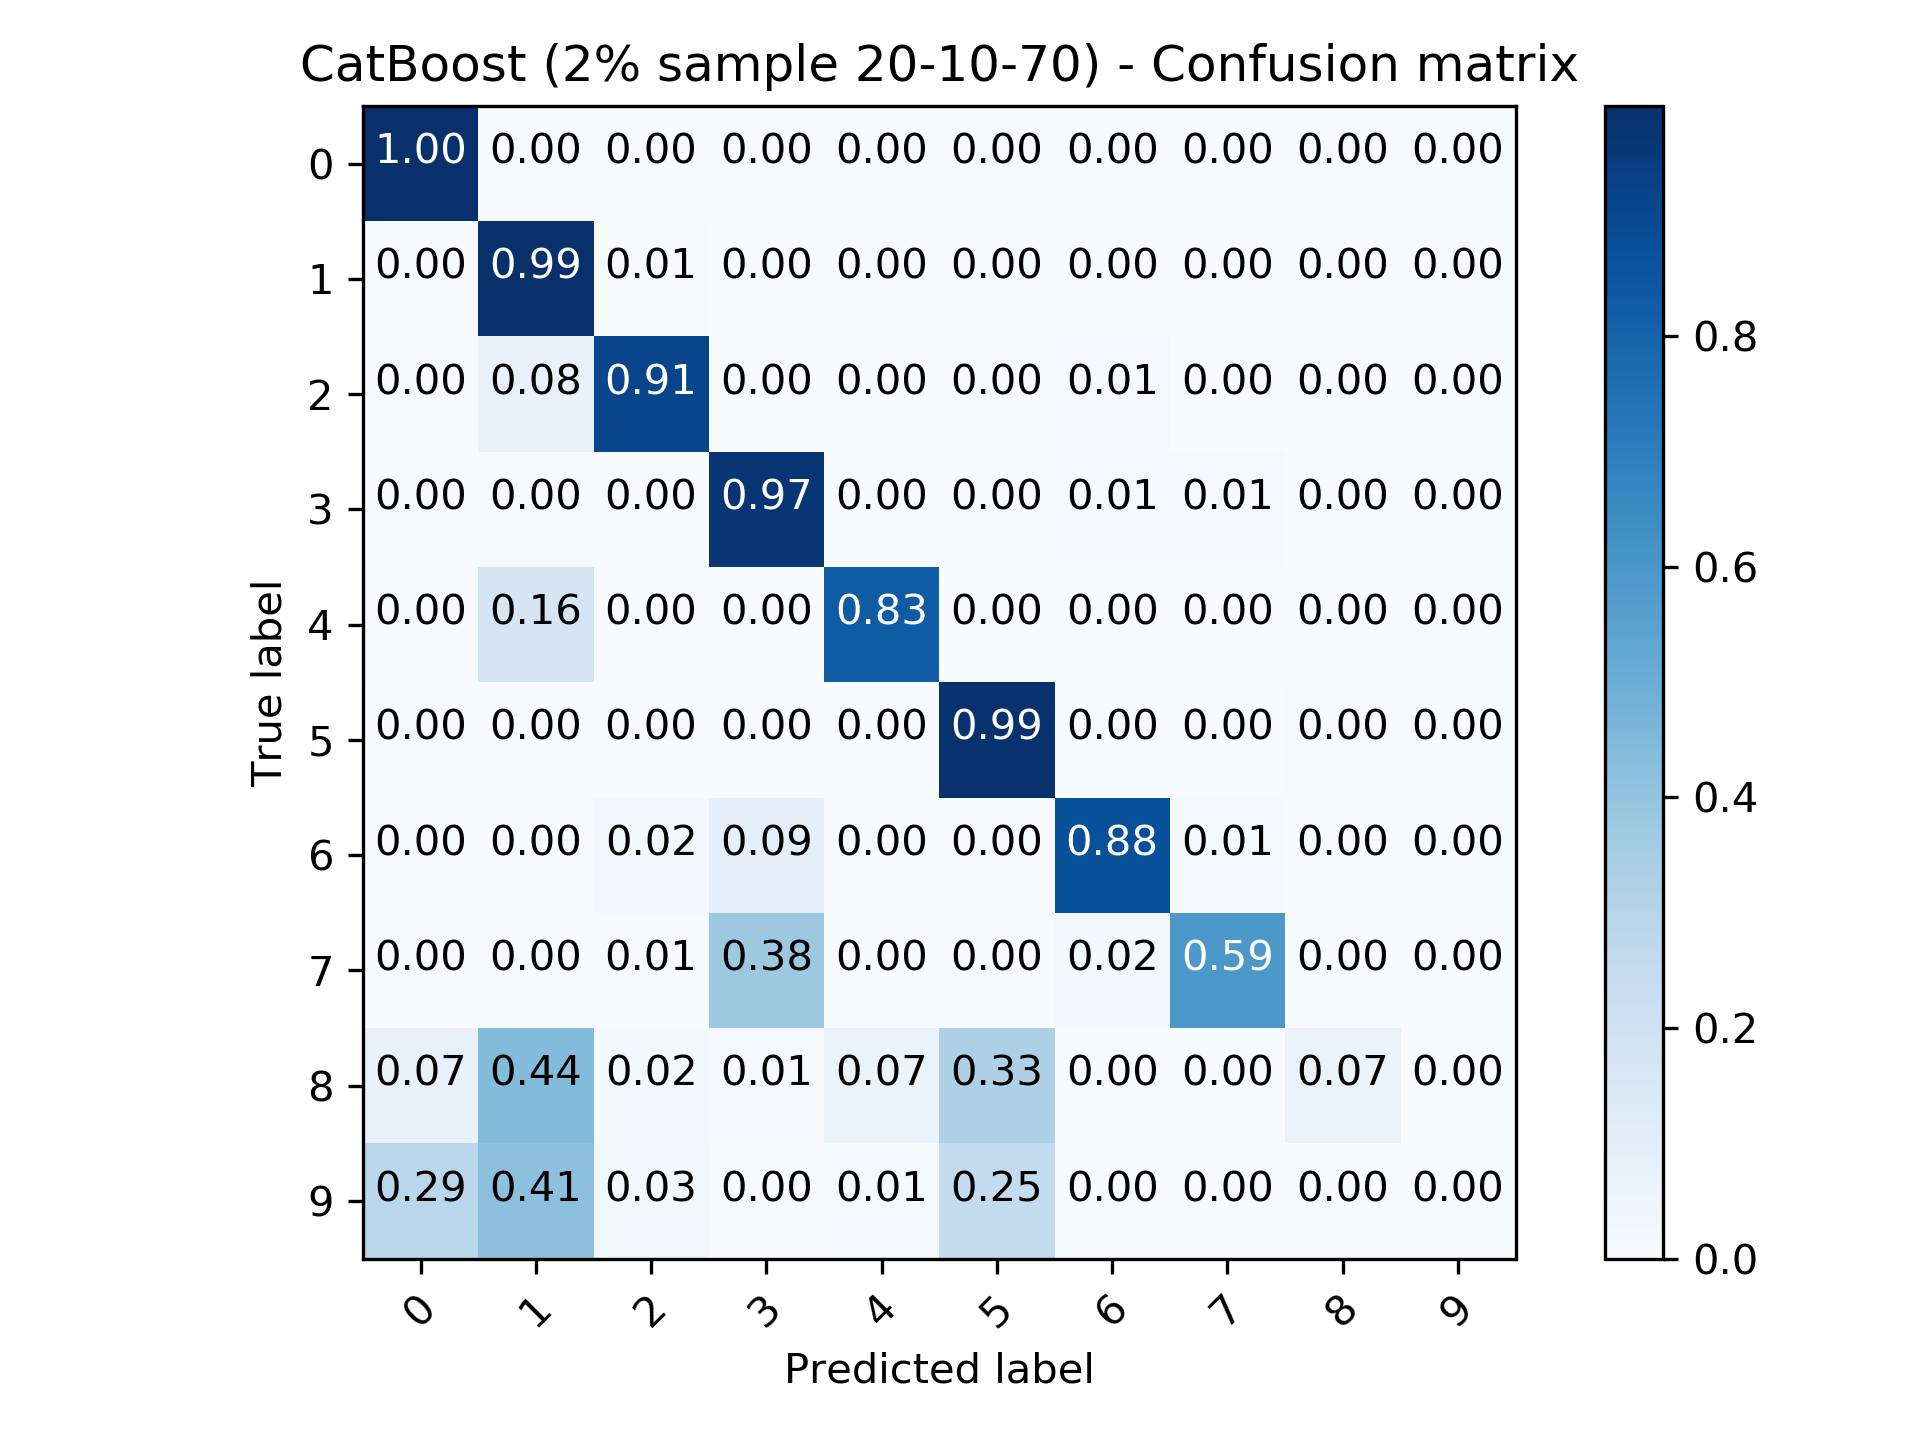 CatBoost (2% sample 20-10-70) - Confusion matrix
0 1.00 0.00 0.00 0.00 0.00 0.00 0.00 0.00 0.00 0.00
1 0.00 0.99 0.01 0.00 0.00 0.00 0.00 0.00 0.00 0.00
0.8
2 0.00 0.08 0.91 0.00 0.00 0.00 0.01 0.00 0.00 0.00
3 0.00 0.00 0.00 0.97 0.00 0.00 0.01 0.01 0.00 0.00
0.6
4 0.00 0.16 0.00 0.00 0.83 0.00 0.00 0.00 0.00 0.00
True label
5 0.00 0.00 0.00 0.00 0.00 0.99 0.00 0.00 0.00 0.00
0.4
6 0.00 0.00 0.02 0.09 0.00 0.00 0.88 0.01 0.00 0.00
7 0.00 0.00 0.01 0.38 0.00 0.00 0.02 0.59 0.00 0.00
0.2
8 0.07 0.44 0.02 0.01 0.07 0.33 0.00 0.00 0.07 0.00
9 0.29 0.41 0.03 0.00 0.01 0.25 0.00 0.00 0.00 0.00
0.0
0 1 2 3 4 5 6 7 8 9
Predicted label